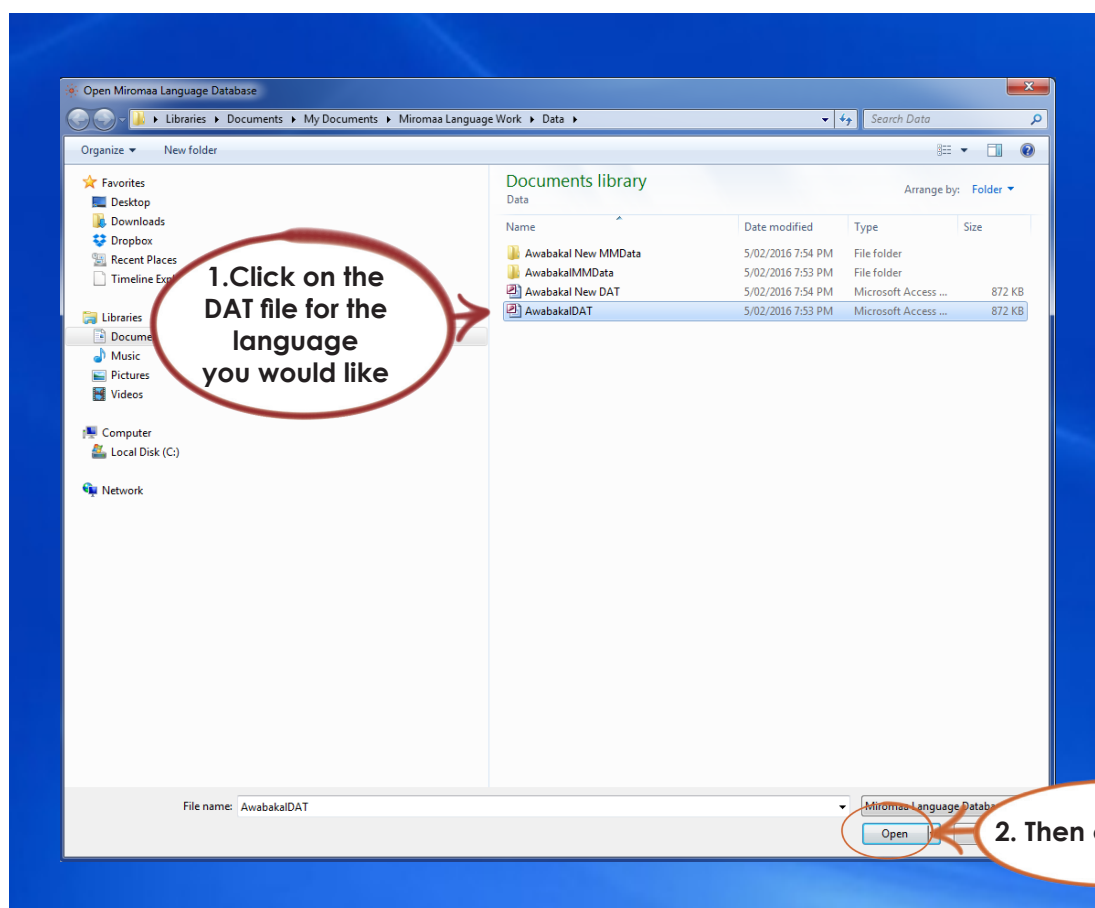 Open Miromaa Language Database
Libraries ▸ Documents ▸ My Documents ▸ Miromaa Language Work ▸ Data ▸
Search Data
Organize
New folder
Favorites
Desktop
Downloads
Dropbox
Recent Places
Timeline
Libraries
Music
Pictures
Videos
Computer
Local Disk (C:)
Network
Documents library
Data
Arrange by: Folder
Name Date modified Type Size
Awabakal New MMData 5/02/2016 7:54 PM File folder
AwabakalMMData 5/02/2016 7:53 PM File folder
Awabakal New DAT 5/02/2016 7:54 PM Microsoft Access ... 872 KB
AwabakalDAT 5/02/2016 7:53 PM Microsoft Access ... 872 KB
1.Click on the
DAT file for the
language
you would like
File name: AwabakalDAT
Miromaa Language
Open
2. Then